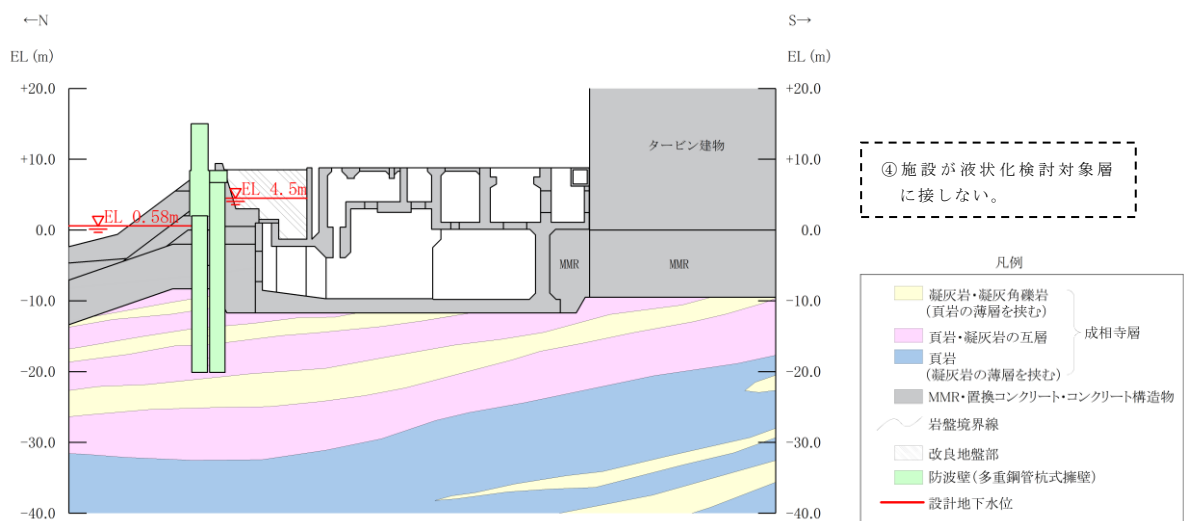 ←N
S→
EL (m)
EL (m)
+20.0
+20.0
+10.0
+10.0
0.0
0.0
-10.0
-10.0
-20.0
-20.0
-30.0
-30.0
-40.0
-40.0
タービン建物
EL 4.5m
EL 0.58m
MMR
MMR
④施設が液状化検討対象層
に接しない。
凡例
凝灰岩・凝灰角礫岩
(頁岩の薄層を挟む)
頁岩・凝灰岩の互層
成相寺層
頁岩
(凝灰岩の薄層を挟む)
MMR・置換コンクリート・コンクリート構造物
岩盤境界線
改良地盤部
防波壁(多重鋼管杭式擁壁)
設計地下水位